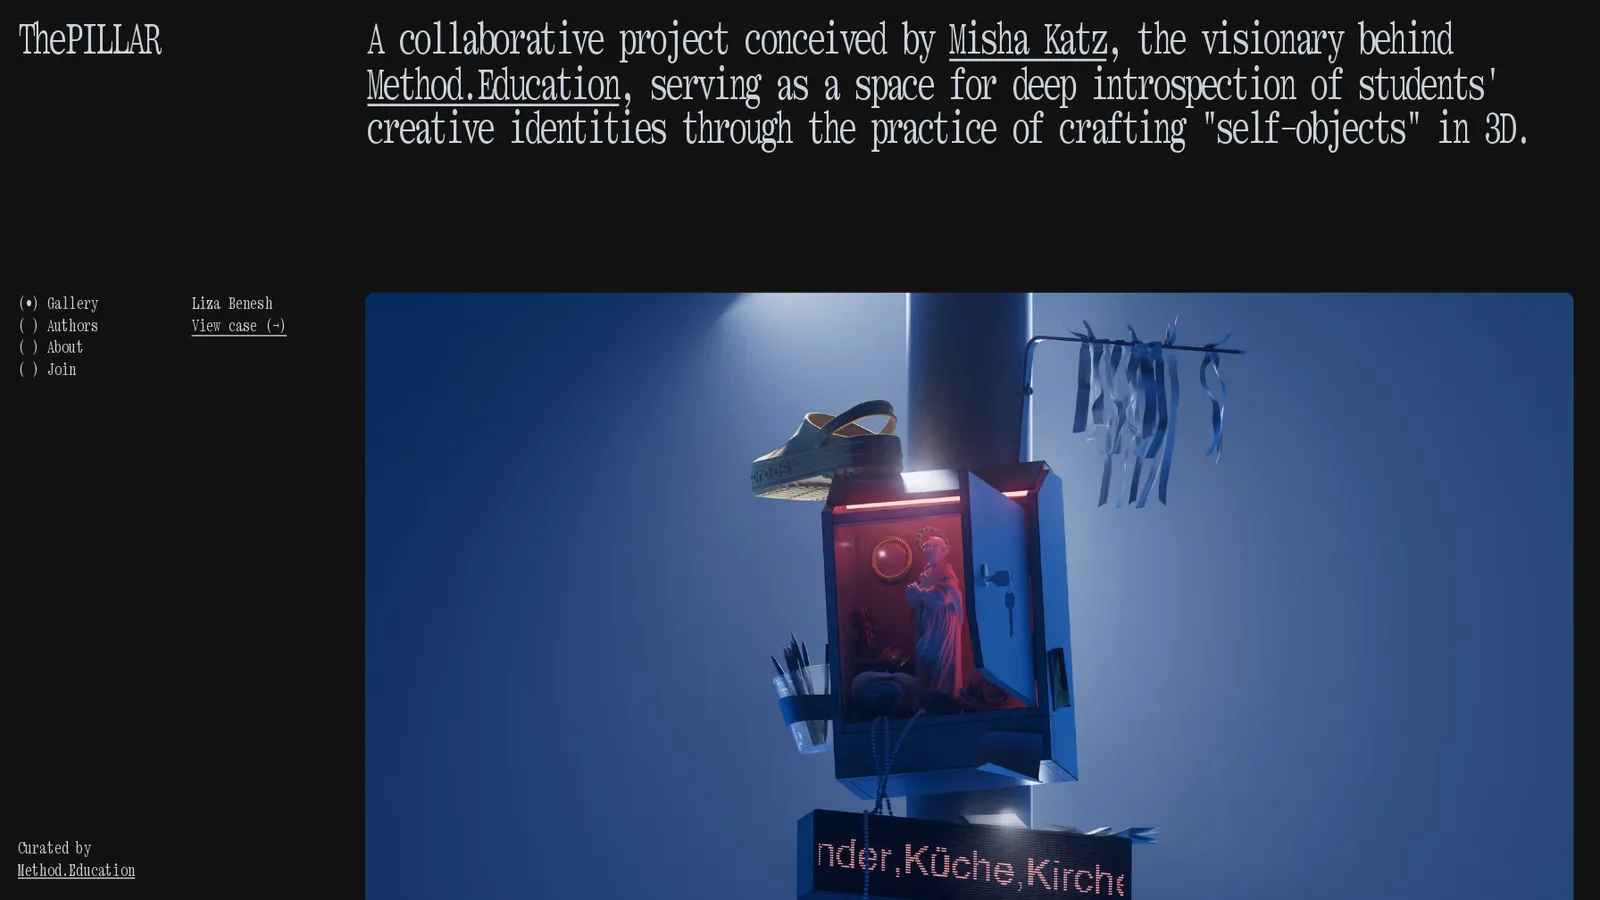 ThePILLAR
A collaborative project conceived by Misha Katz, the visionary behind
Method.Education, serving as a space for deep introspection of students'
creative identities through the practice of crafting "self-objects" in 3D.
(•) Gallery
( ) Authors
( ) About
( ) Join
Liza Benesh
View case (→)
crocs
nder,Küche,Kirche
Curated by
Method.Education